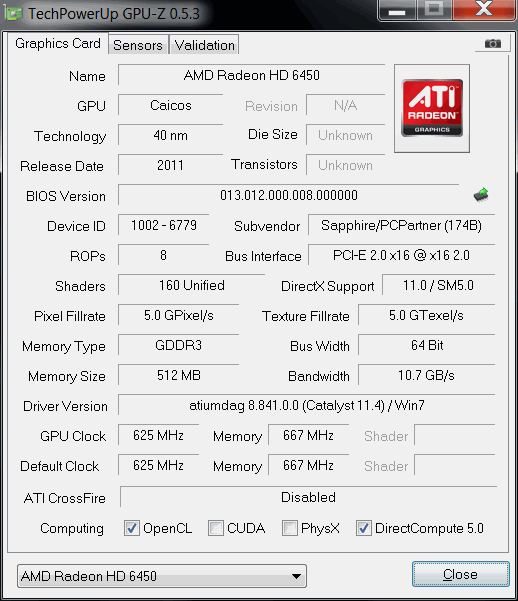 TechPowerUp GPU-Z 0.5.3
Graphics Card Sensors Validation
Name AMD Radeon HD 6450
ATI
RADEON
GRAPHICS
GPU Caicos Revision N/A
Technology 40 nm Die Size Unknown
Release Date 2011 Transistors Unknown
BIOS Version 013.012.000.008.000000
Device ID 1002 - 6779 Subvendor Sapphire/PCPartner (174B)
ROPs 8 Bus Interface PCI-E 2.0 x16 @ x16 2.0
Shaders 160 Unified DirectX Support 11.0 / SM5.0
Pixel Fillrate 5.0 GPixel/s Texture Fillrate 5.0 GTexel/s
Memory Type GDDR3 Bus Width 64 Bit
Memory Size 512 MB Bandwidth 10.7 GB/s
Driver Version atiumdag 8.841.0.0 (Catalyst 11.4) / Win7
GPU Clock 625 MHz Memory 667 MHz Shader
Default Clock 625 MHz Memory 667 MHz Shader
ATI CrossFire Disabled
Computing OpenCL CUDA PhysX DirectCompute 5.0
AMD Radeon HD 6450 Close